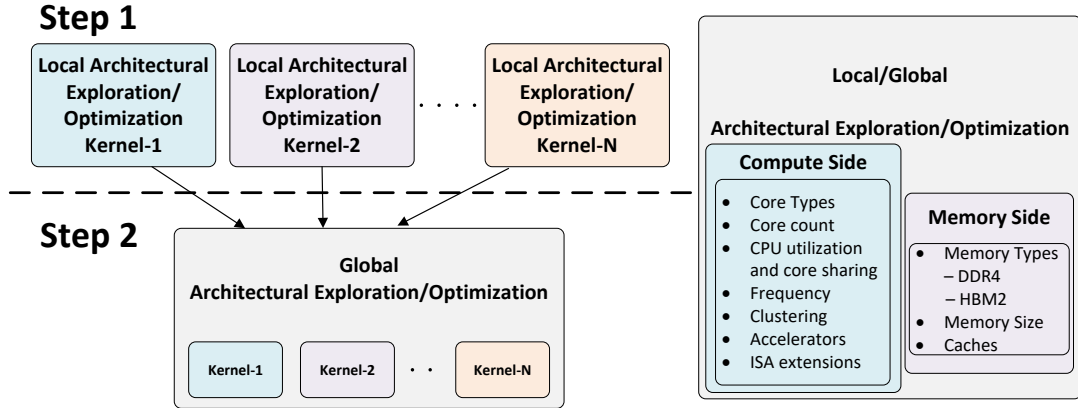 Step 1
Local Architectural
Exploration/
Optimization
Kernel-1
Local Architectural
Exploration/
Optimization
Kernel-2
. . . . .
Local Architectural
Exploration/
Optimization
Kernel-N
Step 2
Global
Architectural Exploration/Optimization
Kernel-1
Kernel-2
. .
Kernel-N
Local/Global
Architectural Exploration/Optimization
Compute Side
• Core Types
• Core count
• CPU utilization
and core sharing
• Frequency
• Clustering
• Accelerators
• ISA extensions
Memory Side
• Memory Types
– DDR4
– HBM2
• Memory Size
• Caches